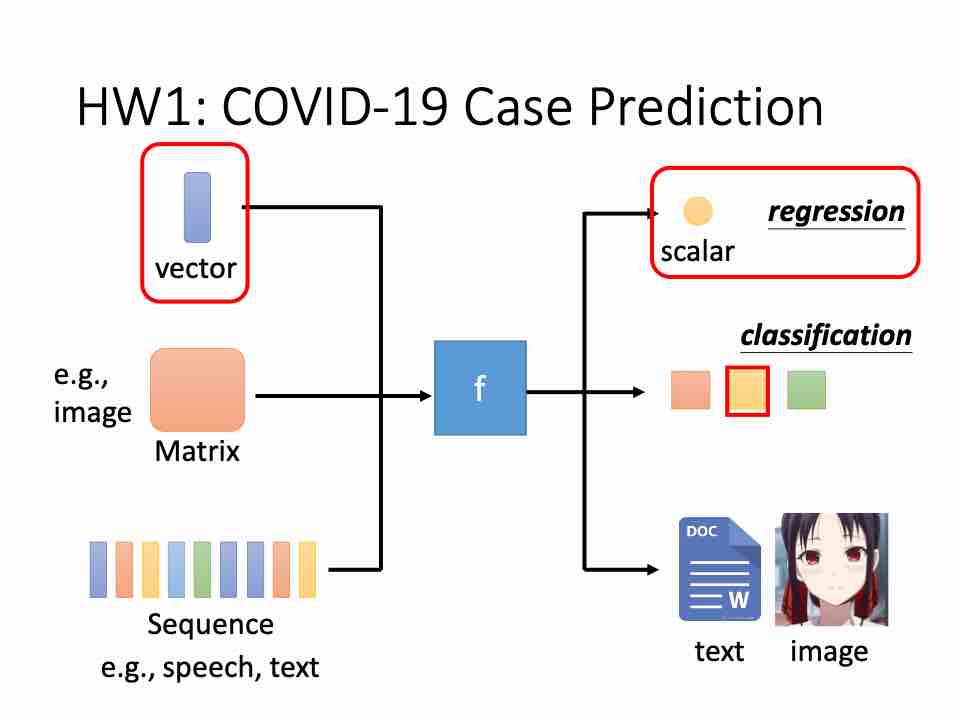 HW1: COVID-19 Case Prediction
vector
scalar
regression
classification
e.g.,
image
Matrix
f
Sequence
e.g., speech, text
DOC
W
text
image